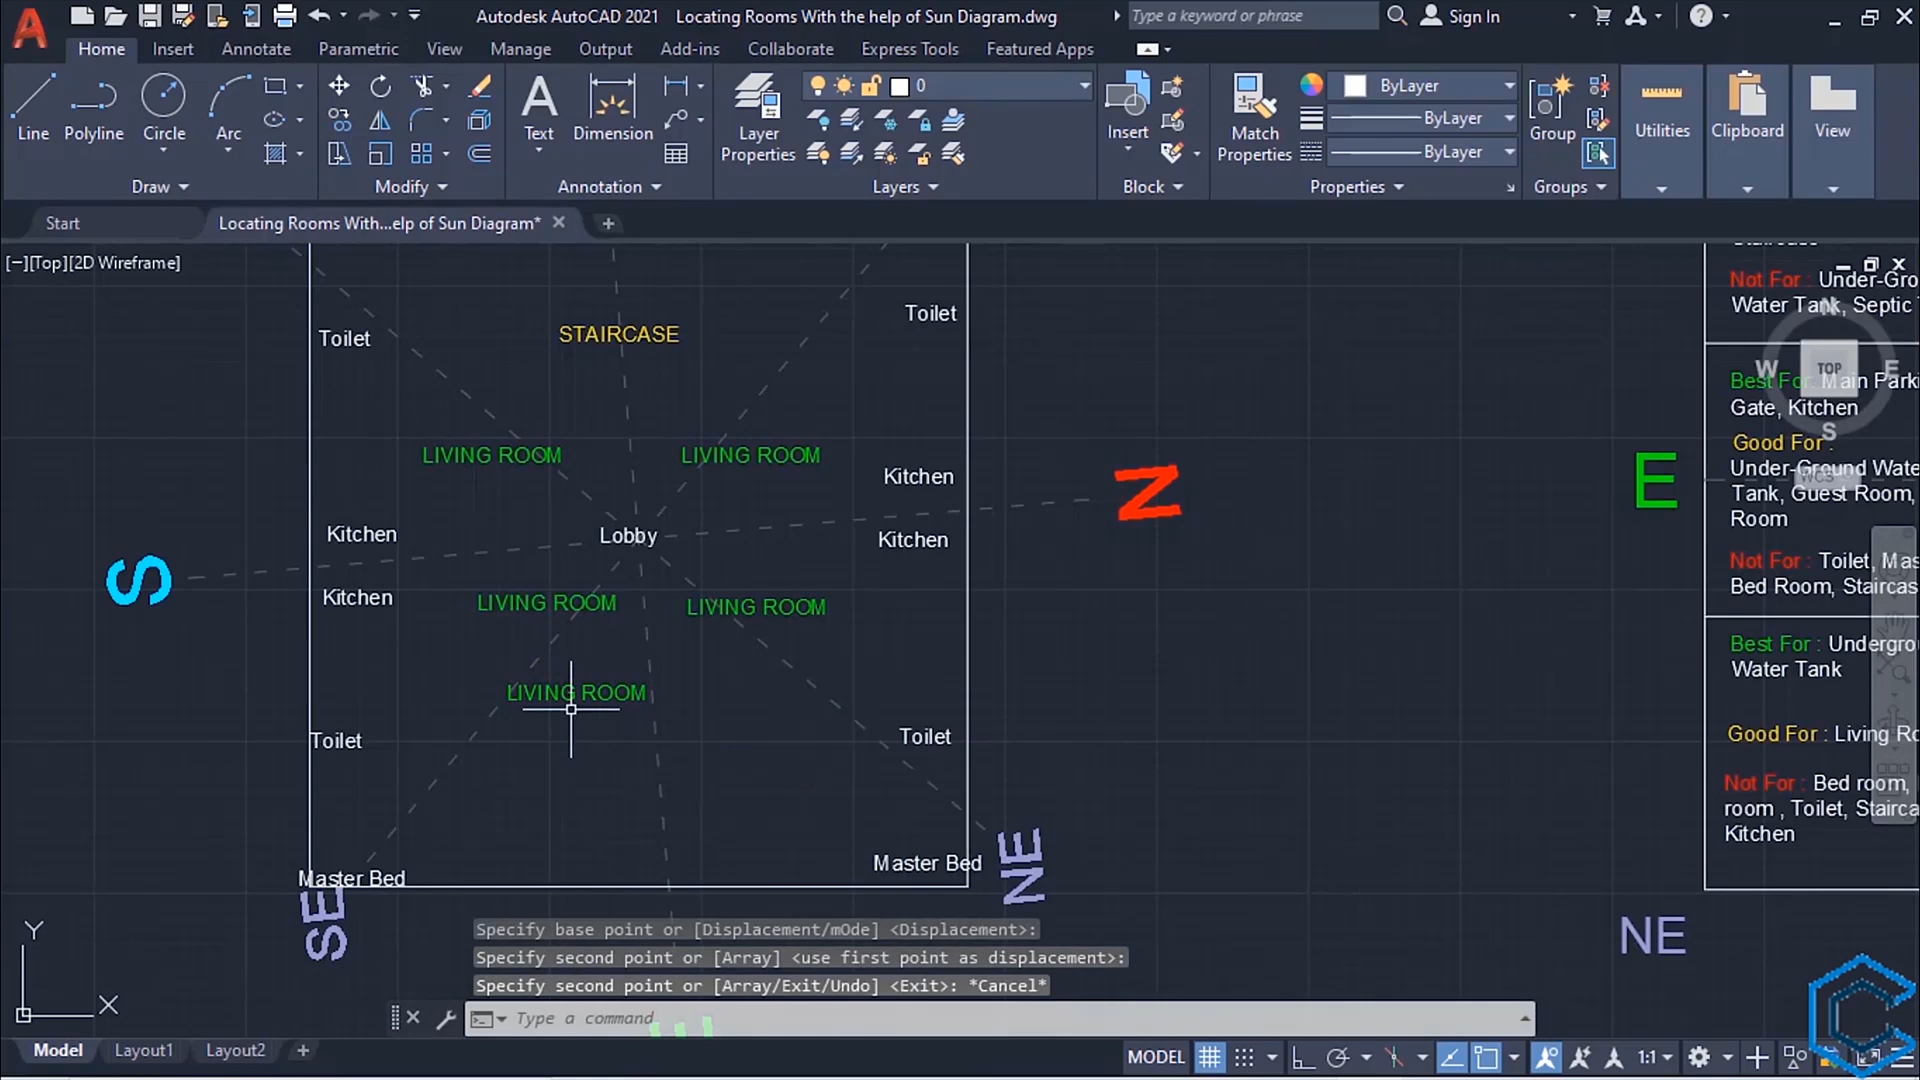 Autodesk AutoCAD 2021   Locating Rooms With the help of Sun Diagram.dwg
Type a keyword or phrase
Sign In
Home
Insert
Annotate
Parametric
View
Manage
Output
Add-ins
Collaborate
Express Tools
Featured Apps
0
ByLayer
ByLayer
ByLayer
Line
Polyline
Circle
Arc
Text
Dimension
Layer
Properties
Insert
Match
Properties
Group
Utilities
Clipboard
View
Draw
Modify
Annotation
Layers
Block
Properties
Groups
Start
Locating Rooms With...elp of Sun Diagram*
[−][Top][2D Wireframe]
Not For : Under-Gro
Water Tank, Septic
N
W
TOP
E
S
WCS
Toilet
STAIRCASE
Toilet
Best For : Main Parki
Gate, Kitchen
Good For
Under-Ground Wate
Tank, Guest Room,
Room
Not For : Toilet, Mas
Bed Room, Staircas
LIVING ROOM
LIVING ROOM
Kitchen
N
E
Kitchen
Lobby
Kitchen
S
Kitchen
LIVING ROOM
LIVING ROOM
Best For : Undergro
Water Tank
LIVING ROOM
Toilet
Toilet
Good For : Living Ro
Not For : Bed room,
room , Toilet, Stairca
Kitchen
Master Bed
Master Bed
SE
NE
NE
Y
X
Specify base point or [Displacement/mOde] <Displacement>:
Specify second point or [Array] <use first point as displacement>:
Specify second point or [Array/Exit/Undo] <Exit>: *Cancel*
Type a command
Model
Layout1
Layout2
MODEL
1:1